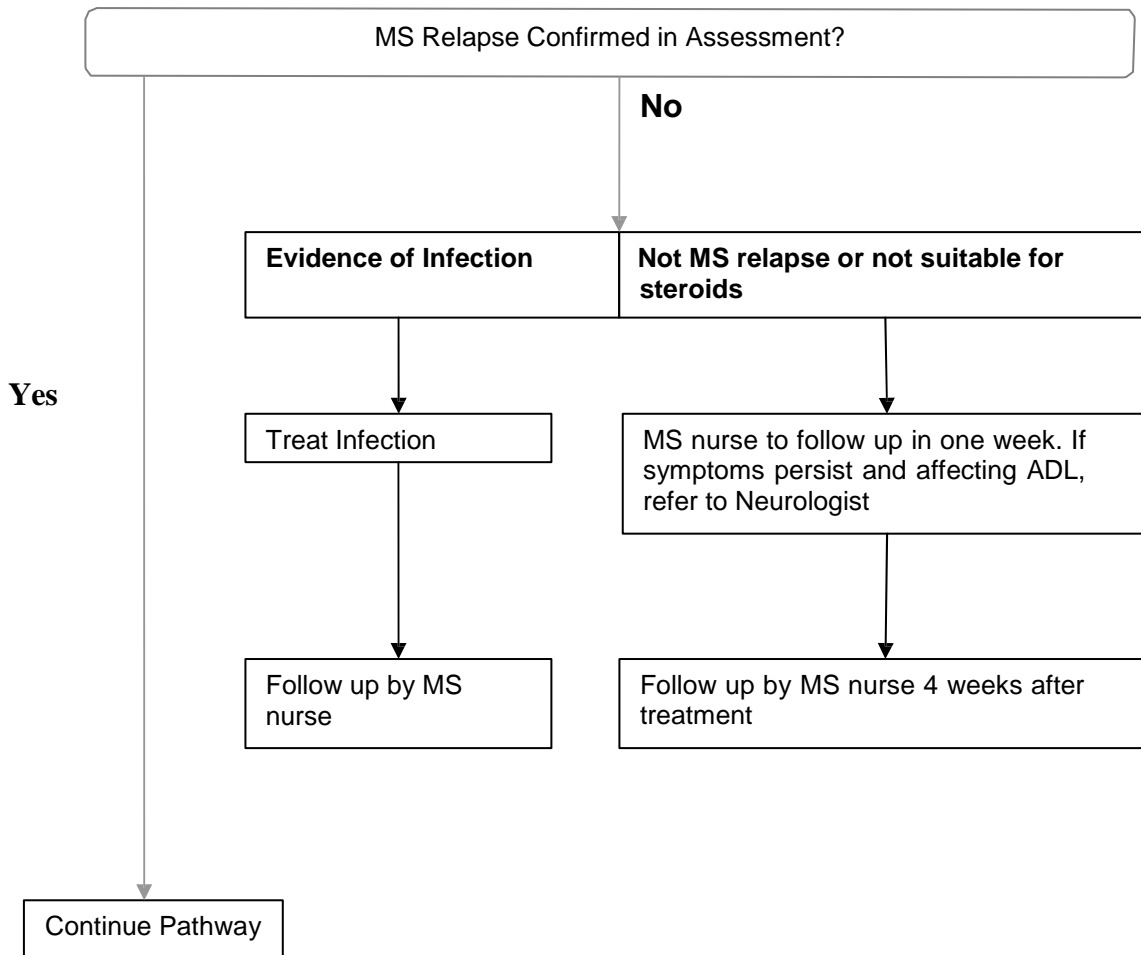 MS Relapse Confirmed in Assessment?
No
Evidence of Infection
Not MS relapse or not suitable for
steroids
Yes
Treat Infection
MS nurse to follow up in one week. If
symptoms persist and affecting ADL,
refer to Neurologist
Follow up by MS
nurse
Follow up by MS nurse 4 weeks after
treatment
Continue Pathway